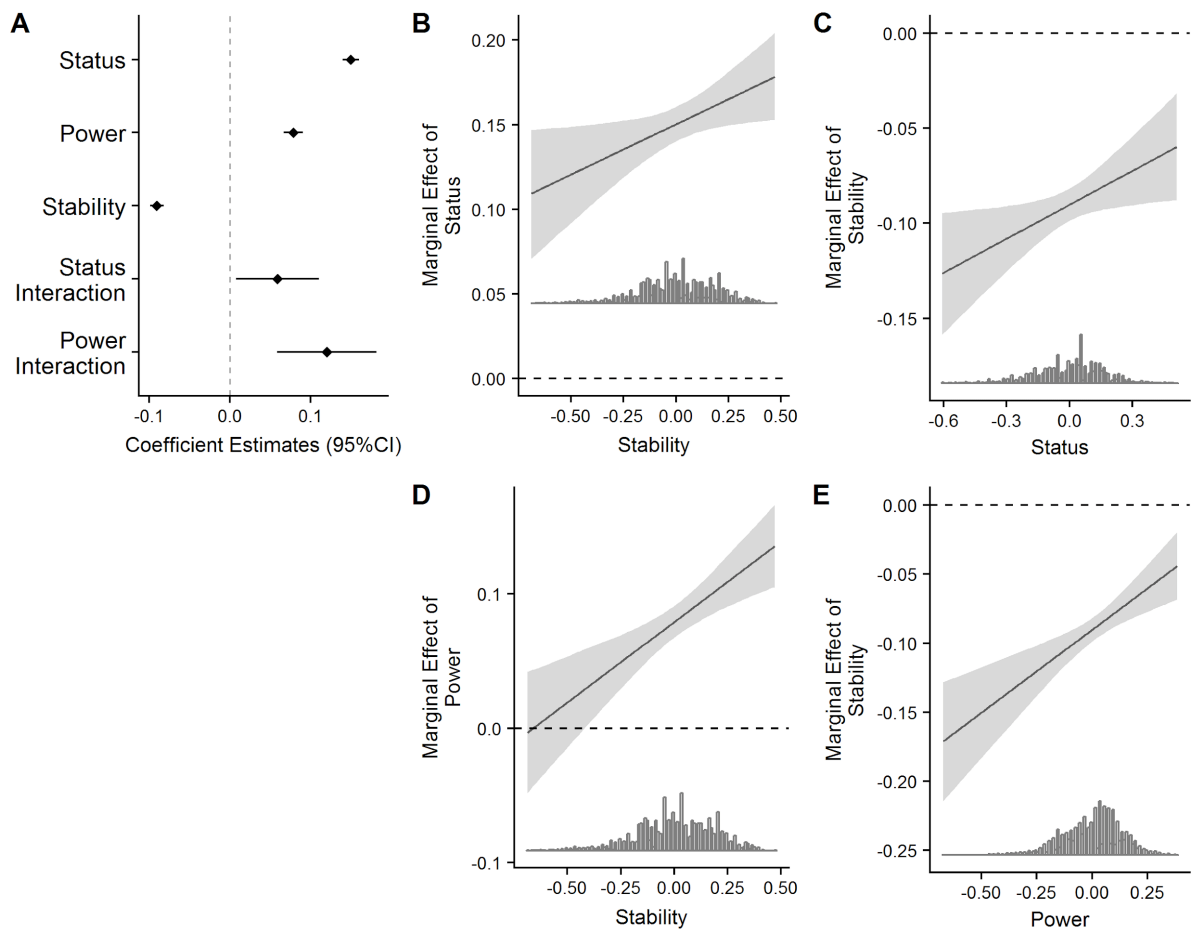 A
Status
Power
Stability
Status
Interaction
Power
Interaction
-0.1
0.0
0.1
Coefficient Estimates (95%CI)
B
Marginal Effect of
Status
0.20
0.15
0.10
0.05
0.00
-0.50
-0.25
0.00
0.25
0.50
Stability
C
Marginal Effect of
Stability
0.00
-0.05
-0.10
-0.15
-0.6
-0.3
0.0
0.3
Status
D
Marginal Effect of
Power
0.1
0.0
-0.1
-0.50
-0.25
0.00
0.25
0.50
Stability
E
Marginal Effect of
Stability
0.00
-0.05
-0.10
-0.15
-0.20
-0.25
-0.50
-0.25
0.00
0.25
Power